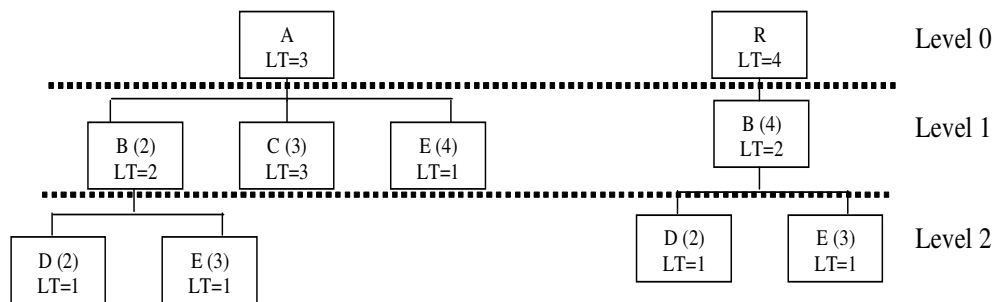 A
LT=3
R
LT=4
Level 0
B (2)
LT=2
C (3)
LT=3
E (4)
LT=1
B (4)
LT=2
Level 1
D (2)
LT=1
E (3)
LT=1
D (2)
LT=1
E (3)
LT=1
Level 2